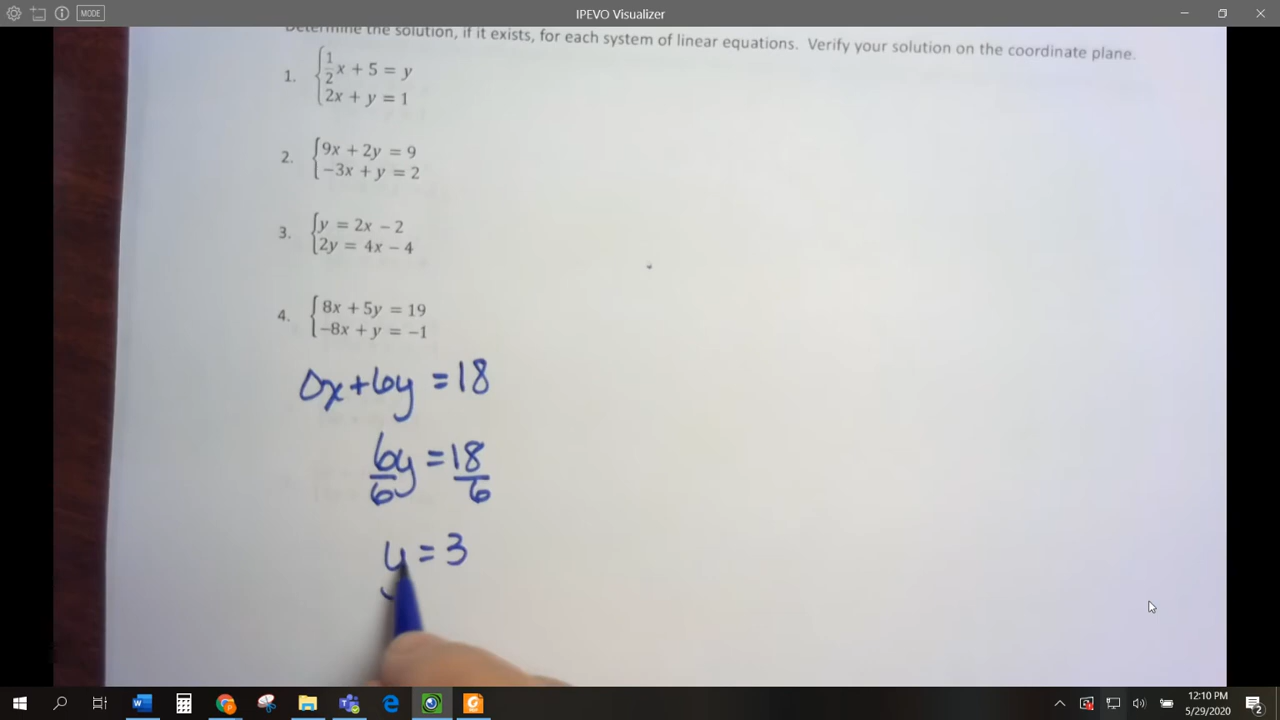 MODE
IPEVO Visualizer
Determine the solution, if it exists, for each system of linear equations. Verify your solution on the coordinate plane.
1. 1/2 x + 5 = y
2x + y = 1
2. 9x + 2y = 9
−3x + y = 2
3. y = 2x − 2
2y = 4x − 4
4. 8x + 5y = 19
−8x + y = −1
0x+6y = 18
6y = 18
6 6
y = 3
12:10 PM
5/29/2020
2